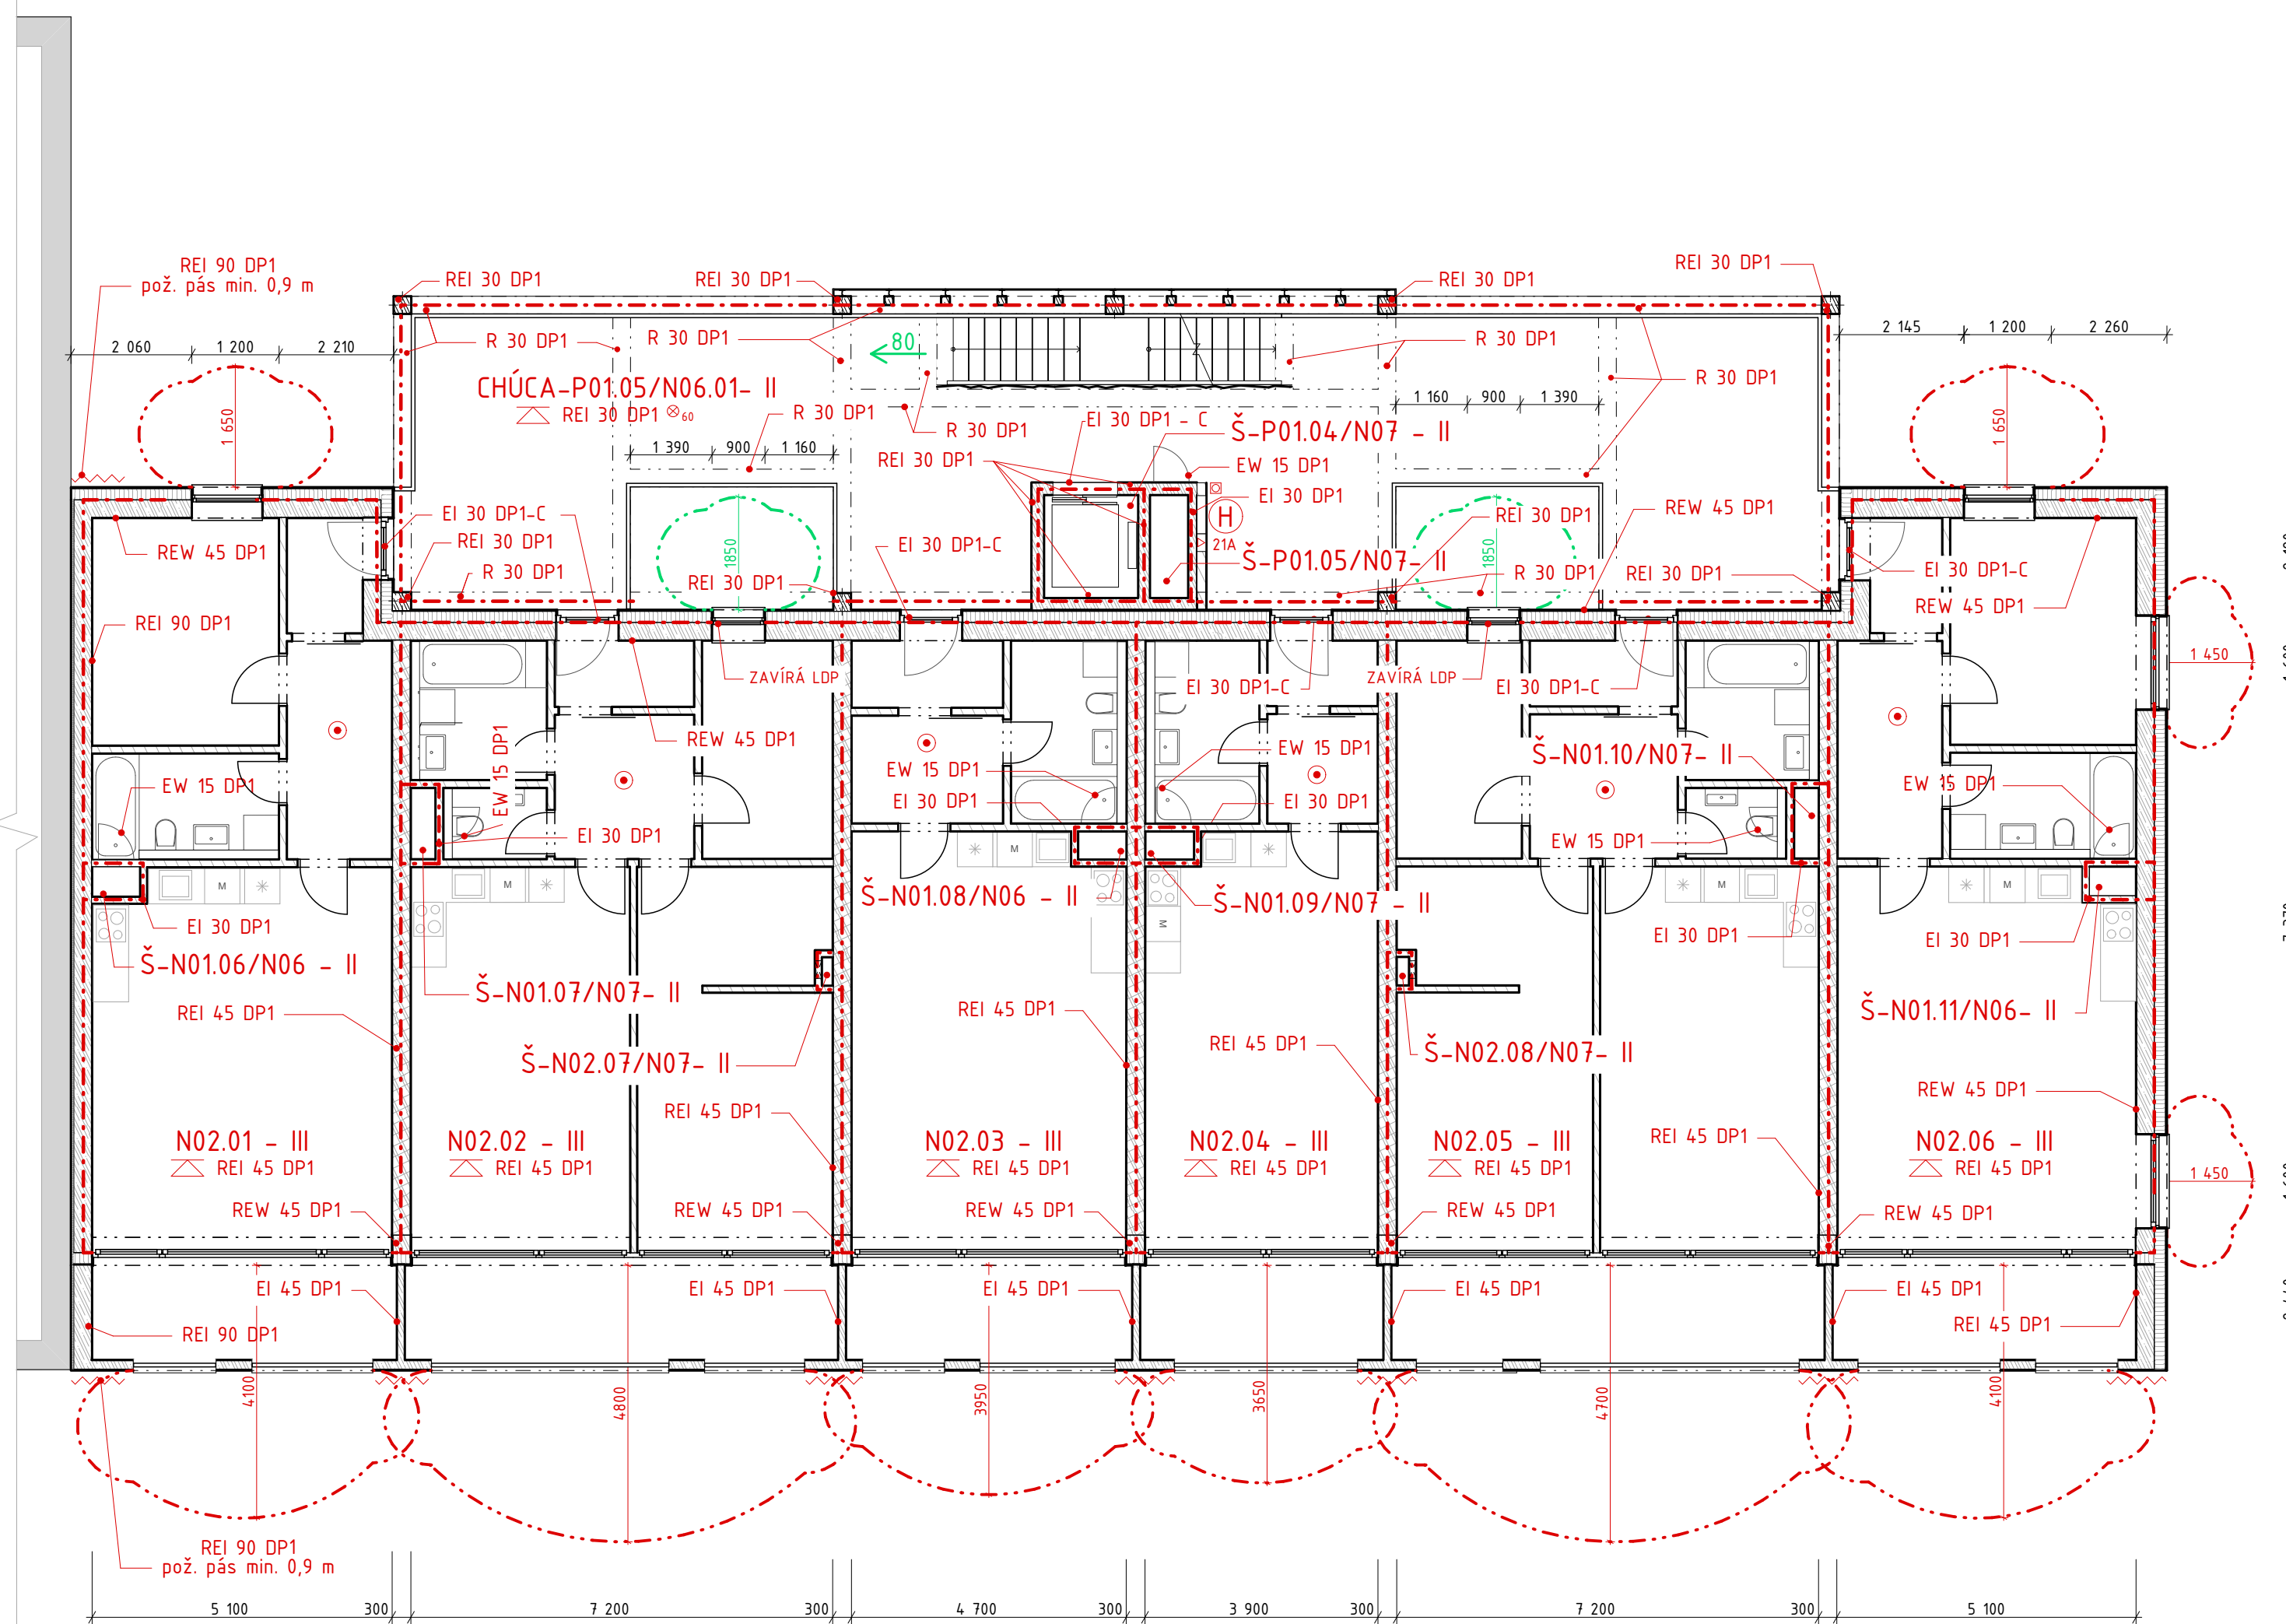 REI 90 DP1
pož. pás min. 0,9 m
REI 30 DP1
REI 30 DP1
REI 30 DP1
REI 30 DP1
2 060
1 200
2 210
2 145
1 200
2 260
R 30 DP1
R 30 DP1
80
R 30 DP1
R 30 DP1
CHÚCA-P01.05/N06.01- II
REI 30 DP1
60
R 30 DP1
R 30 DP1
1 160
900
1 390
1 650
1 650
1 390
900
1 160
EI 30 DP1 - C
Š-P01.04/N07 - II
REI 30 DP1
EW 15 DP1
EI 30 DP1
H
21A
Š-P01.05/N07- II
EI 30 DP1-C
REI 30 DP1
R 30 DP1
REW 45 DP1
1850
REI 30 DP1
EI 30 DP1-C
REI 30 DP1
1850
R 30 DP1
REW 45 DP1
REI 30 DP1
EI 30 DP1-C
REW 45 DP1
REI 90 DP1
1 450
ZAVÍRÁ LDP
EI 30 DP1-C
ZAVÍRÁ LDP
EI 30 DP1-C
REW 45 DP1
EW 15 DP1
EW 15 DP1
EI 30 DP1
EW 15 DP1
EI 30 DP1
EW 15 DP1
EI 30 DP1
Š-N01.10/N07- II
EW 15 DP1
EW 15 DP1
M
M
M
M
M
M
EI 30 DP1
Š-N01.06/N06 - II
Š-N01.07/N07- II
Š-N01.08/N06 - II
Š-N01.09/N07 - II
EI 30 DP1
EI 30 DP1
Š-N01.11/N06- II
REI 45 DP1
Š-N02.07/N07- II
REI 45 DP1
REI 45 DP1
Š-N02.08/N07- II
REW 45 DP1
REI 45 DP1
REI 45 DP1
N02.01 - III
REI 45 DP1
N02.02 - III
REI 45 DP1
N02.03 - III
REI 45 DP1
N02.04 - III
REI 45 DP1
N02.05 - III
REI 45 DP1
N02.06 - III
REI 45 DP1
1 450
REW 45 DP1
REW 45 DP1
REW 45 DP1
REW 45 DP1
REW 45 DP1
EI 45 DP1
EI 45 DP1
EI 45 DP1
EI 45 DP1
EI 45 DP1
REI 90 DP1
REI 45 DP1
4100
4800
3950
3650
4700
4100
REI 90 DP1
pož. pás min. 0,9 m
5 100
300
7 200
300
4 700
300
3 900
300
7 200
300
5 100